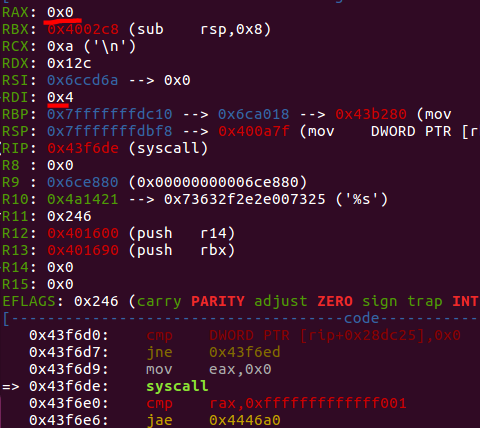 RAX: 0x0
RBX: 0x4002c8 (sub    rsp,0x8)
RCX: 0xa ('\n')
RDX: 0x12c
RSI: 0x6ccd6a --> 0x0
RDI: 0x4
RBP: 0x7fffffffdc10 --> 0x6ca018 --> 0x43b280 (mov
RSP: 0x7fffffffdbf8 --> 0x400a7f (mov    DWORD PTR [r
RIP: 0x43f6de (syscall)
R8 : 0x0
R9 : 0x6ce880 (0x00000000006ce880)
R10: 0x4a1421 --> 0x73632f2e2e007325 ('%s')
R11: 0x246
R12: 0x401600 (push   r14)
R13: 0x401690 (push   rbx)
R14: 0x0
R15: 0x0
EFLAGS: 0x246 (carry PARITY adjust ZERO sign trap INT
[-------------------------------------code-----------
0x43f6d0: cmp    DWORD PTR [rip+0x28dc25],0x0
0x43f6d7: jne    0x43f6ed
0x43f6d9: mov    eax,0x0
=> 0x43f6de: syscall
0x43f6e0: cmp    rax,0xfffffffffffff001
0x43f6e6: jae    0x4446a0